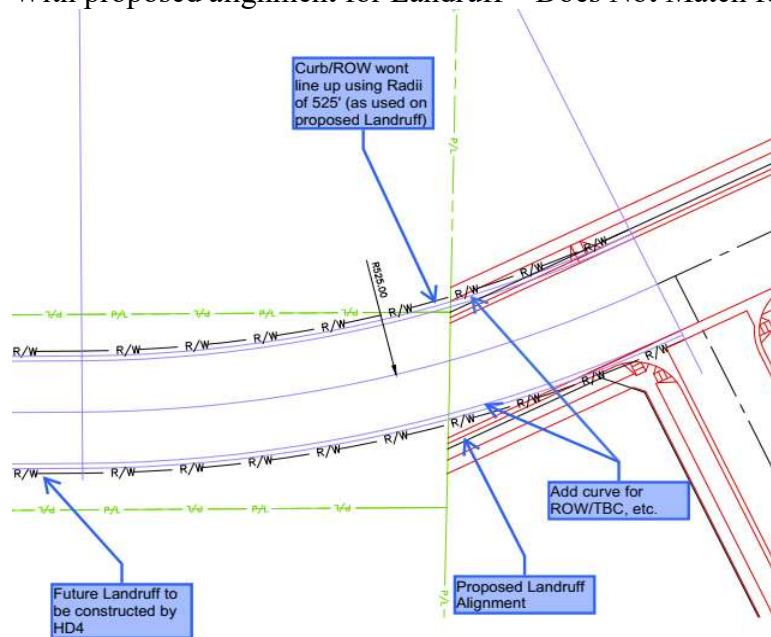 with proposed alignment for Landruff – Does Not Match
Curb/ROW wont
line up using Radii
of 525' (as used on
proposed Landruff)
P/L
R525.00
R/W
R/W
R/W
R/W
P/L P/L P/L P/L P/L
R/W
R/W R/W R/W R/W R/W
R/W
R/W
R/W
R/W
R/W
R/W
R/W R/W R/W R/W
P/L
Add curve for
ROW/TBC, etc.
P/L P/L P/L P/L
Future Landruff to
be constructed by
HD4
Proposed Landruff
Alignment
P/L